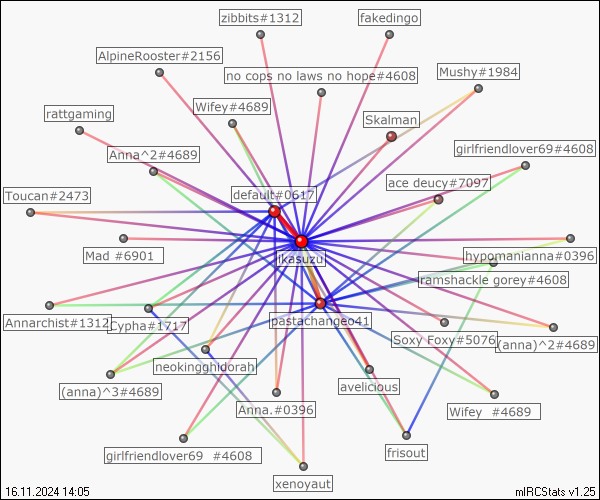 zibbits#1312
fakedingo
AlpineRooster#2156
no cops no laws no hope#4608
Mushy#1984
rattgaming
Wifey#4689
Skalman
Anna^2#4689
girlfriendlover69#4608
ace deucy#7097
Toucan#2473
default#0617
Mad #6901
ikasuzu
hypomanianna#0396
ramshackle gorey#4608
Annarchist#1312
Cypha#1717
pastachangeo41
Soxy Foxy#5076
(anna)^2#4689
neokingghidorah
(anna)^3#4689
avelicious
Anna.#0396
Wifey #4689
girlfriendlover69 #4608
frisout
xenoyaut
16.11.2024 14:05
mIRCStats v1.25